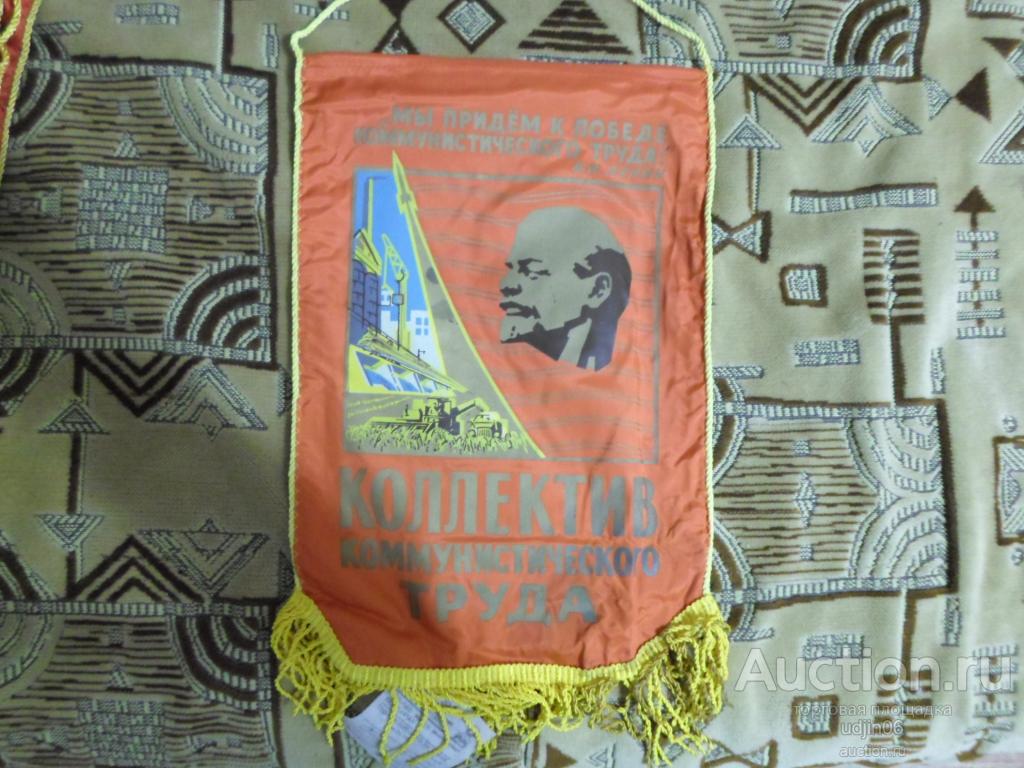 МЫ ПРИДЁМ К ПОБЕДЕ
КОММУНИСТИЧЕСКОГО ТРУДА
КОЛЛЕКТИВ
КОММУНИСТИЧЕСКОГО
ТРУДА
Auction.ru
торговая площадка
udjin06
auction.ru